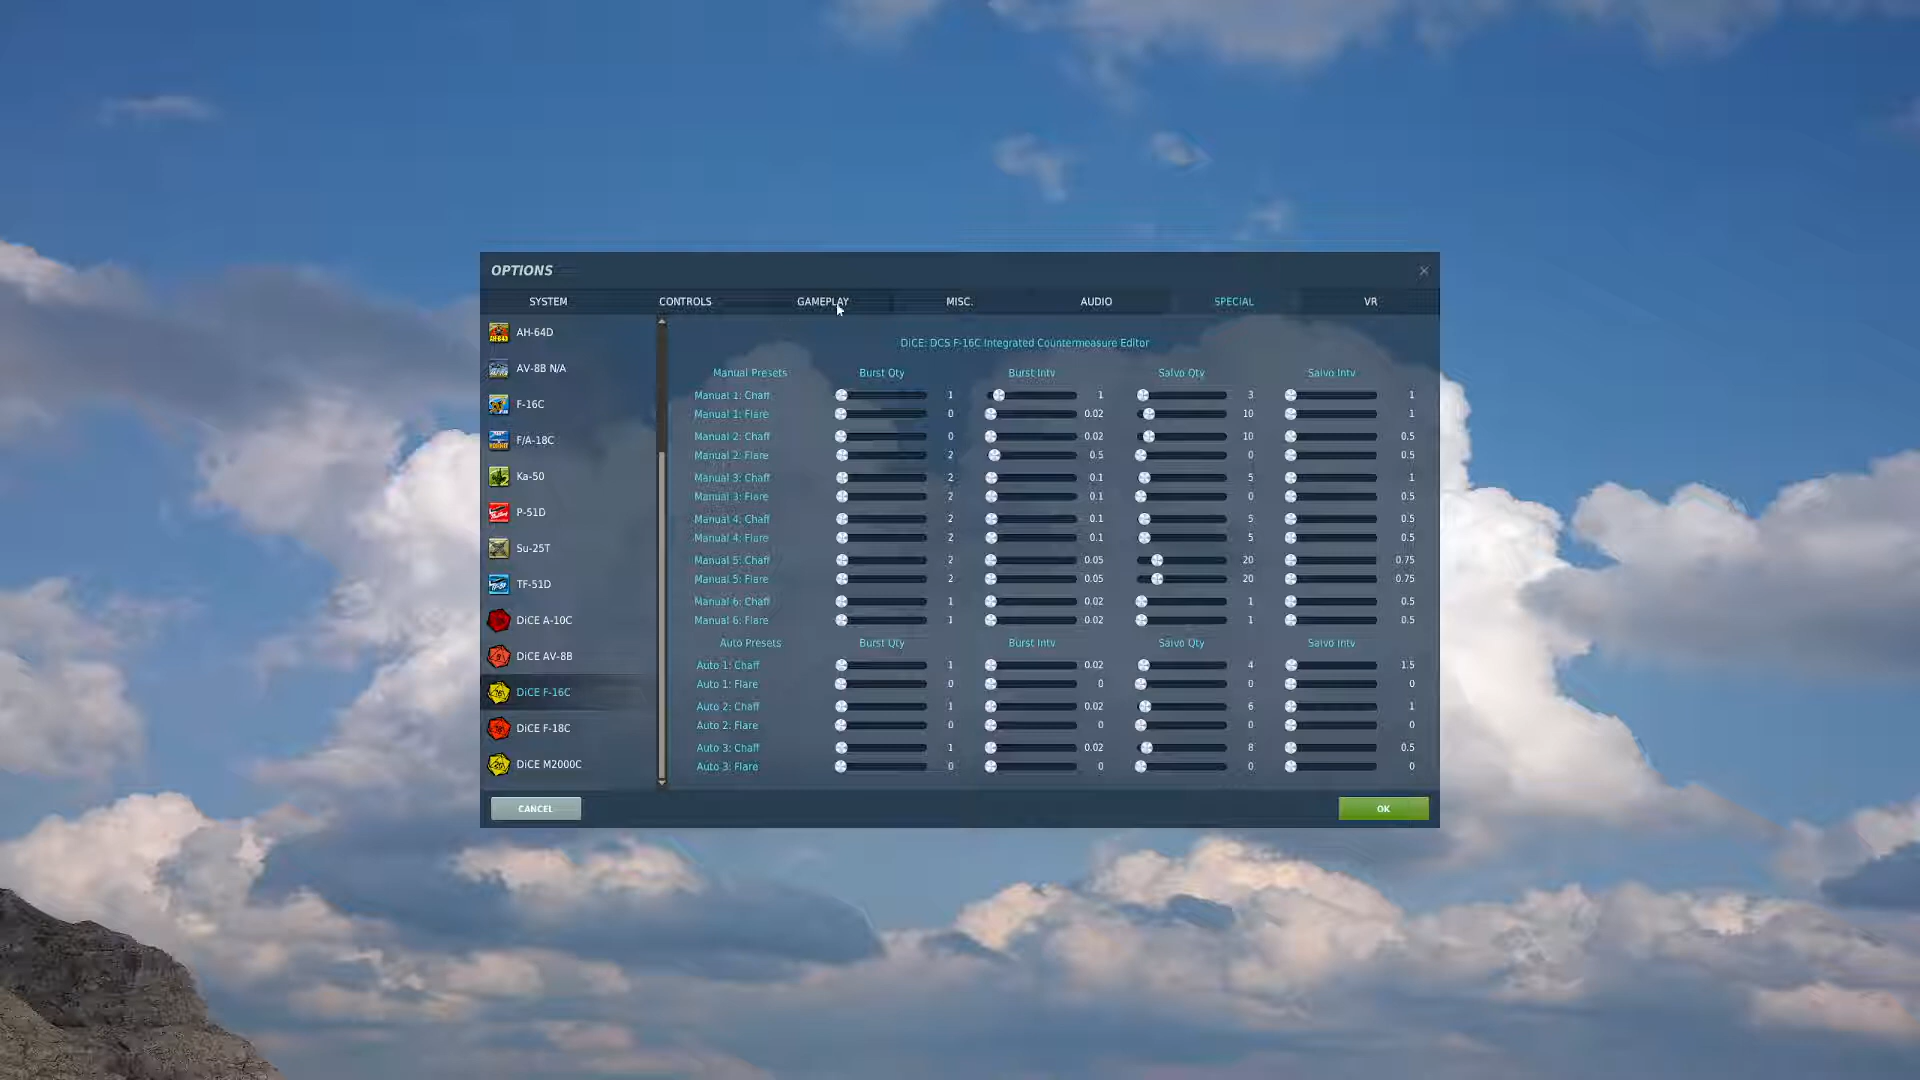 OPTIONS
SYSTEM CONTROLS GAMEPLAY MISC. AUDIO SPECIAL VR
AH-64D
AV-8B N/A
F-16C
F/A-18C
Ka-50
P-51D
Su-25T
TF-51D
DiCE A-10C
DiCE AV-8B
DiCE F-16C
DiCE F-18C
DiCE M2000C
DiCE: DCS F-16C Integrated Countermeasure Editor
Manual Presets Burst Qty Burst Intv Salvo Qty Salvo Intv
Manual 1: Chaff 1 1 3 1
Manual 1: Flare 0 0.02 10 1
Manual 2: Chaff 0 0.02 10 0.5
Manual 2: Flare 2 0.5 0 0.5
Manual 3: Chaff 2 0.1 5 1
Manual 3: Flare 2 0.1 0 0.5
Manual 4: Chaff 2 0.1 5 0.5
Manual 4: Flare 2 0.1 5 0.5
Manual 5: Chaff 2 0.05 20 0.75
Manual 5: Flare 2 0.05 20 0.75
Manual 6: Chaff 1 0.02 1 0.5
Manual 6: Flare 1 0.02 1 0.5
Auto Presets Burst Qty Burst Intv Salvo Qty Salvo Intv
Auto 1: Chaff 1 0.02 4 1.5
Auto 1: Flare 0 0 0 0
Auto 2: Chaff 1 0.02 6 1
Auto 2: Flare 0 0 0 0
Auto 3: Chaff 1 0.02 8 0.5
Auto 3: Flare 0 0 0 0
CANCEL OK